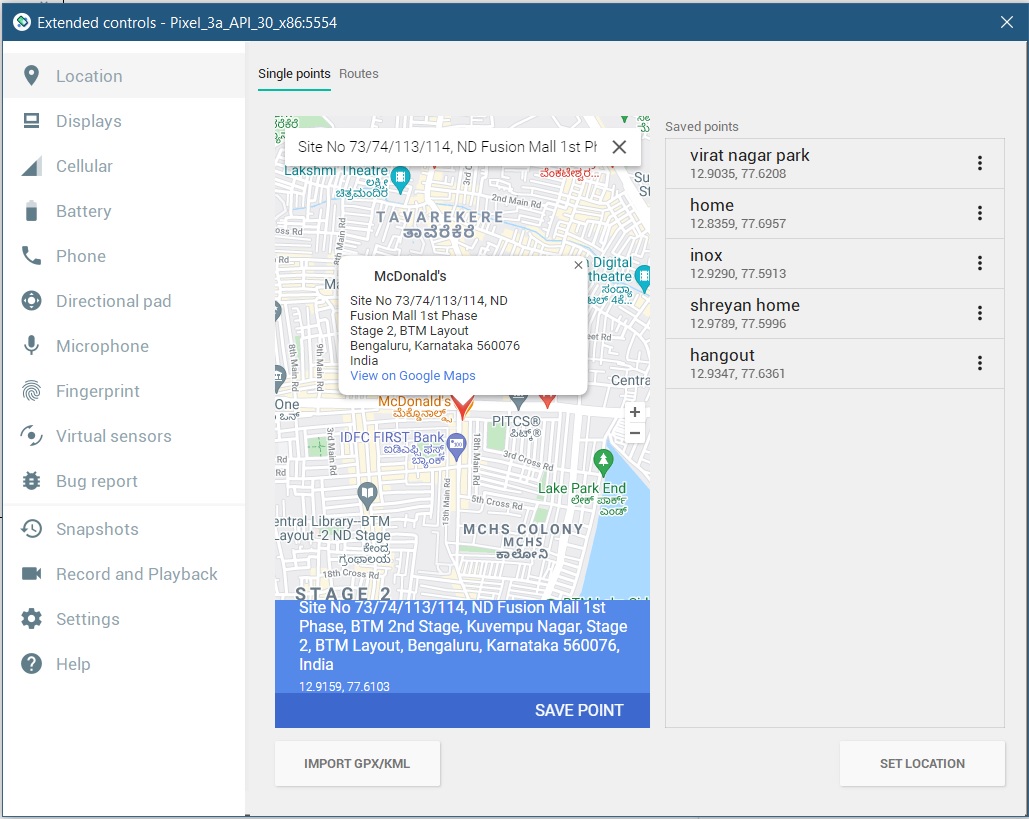 Extended controls - Pixel_3a_API_30_x86:5554
Location
Displays
Cellular
Battery
Phone
Directional pad
Microphone
Fingerprint
Virtual sensors
Bug report
Snapshots
Record and Playback
Settings
Help
Single points
Routes
Site No 73/74/113/114, ND Fusion Mall 1st Ph
Lakshmi Theatre
ಲಕ್ಷ್ಮೀ
ಚಿತ್ರಮಂದಿರ
ವೆಂಕಟೇಶ್ವರ...
2nd Main Rd
TAVAREKERE
ತಾವರೆಕೆರೆ
9th Main Rd
8th Main Rd
McDonald's
Site No 73/74/113/114, ND
Fusion Mall 1st Phase
Stage 2, BTM Layout
Bengaluru, Karnataka 560076
India
View on Google Maps
Digital
theatre
Centra
McDonald's
ಮೆಕ್ಡೊನಾಲ್ಡ್ಸ್
One
PITCS®
ಪಿಟ್ಕ್ಸ್®
+
−
IDFC FIRST Bank
ಐಡಿಎಫ್ಸಿ ಫರ್ಸ್ಟ್
ಬ್ಯಾಂಕ್
3rd Main Rd
18th Main Rd
15th Main Rd
3rd Cross Rd
5th Cross Rd
Lake Park End
ಲೇಕ್ ಪಾರ್ಕ್
ಎಂಡ್
entral Library--BTM
Layout -2 ND Stage
ಕೇಂದ್ರ
ಗ್ರಂಥಾಲಯ
MCHS COLONY
MCHS
ಕಾಲೋನಿ
18th Cross Rd
STAGE 2
Site No 73/74/113/114, ND Fusion Mall 1st
Phase, BTM 2nd Stage, Kuvempu Nagar, Stage
2, BTM Layout, Bengaluru, Karnataka 560076,
India
12.9159, 77.6103
SAVE POINT
IMPORT GPX/KML
Saved points
virat nagar park
12.9035, 77.6208
home
12.8359, 77.6957
inox
12.9290, 77.5913
shreyan home
12.9789, 77.5996
hangout
12.9347, 77.6361
SET LOCATION